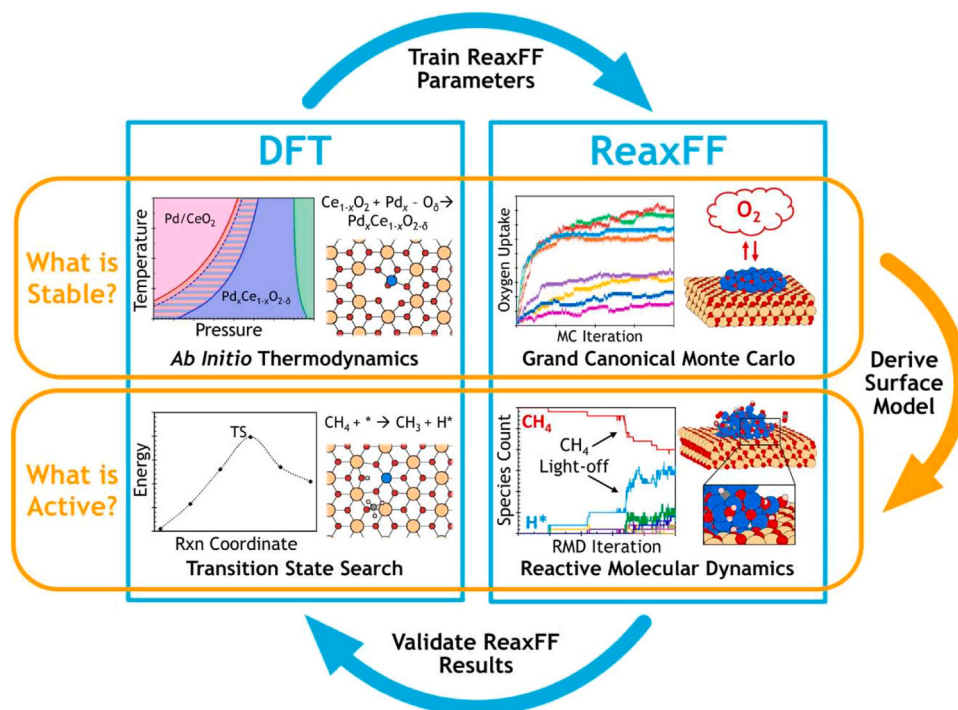 Train ReaxFF
Parameters
DFT
ReaxFF
What is
Stable?
Temperature
Pd/CeO₂
PdₓCe₁₋ₓO₂₋δ
Pressure
Ce₁₋ₓO₂ + Pdₓ - Oδ→
PdₓCe₁₋ₓO₂₋δ
Ab Initio Thermodynamics
Oxygen Uptake
MC Iteration
O₂
Grand Canonical Monte Carlo
Derive
Surface
Model
What is
Active?
Energy
TS
Rxn Coordinate
CH₄ + * → CH₃ + H*
Transition State Search
Species Count
CH₄
CH₄
Light-off
H*
RMD Iteration
Reactive Molecular Dynamics
Validate ReaxFF
Results